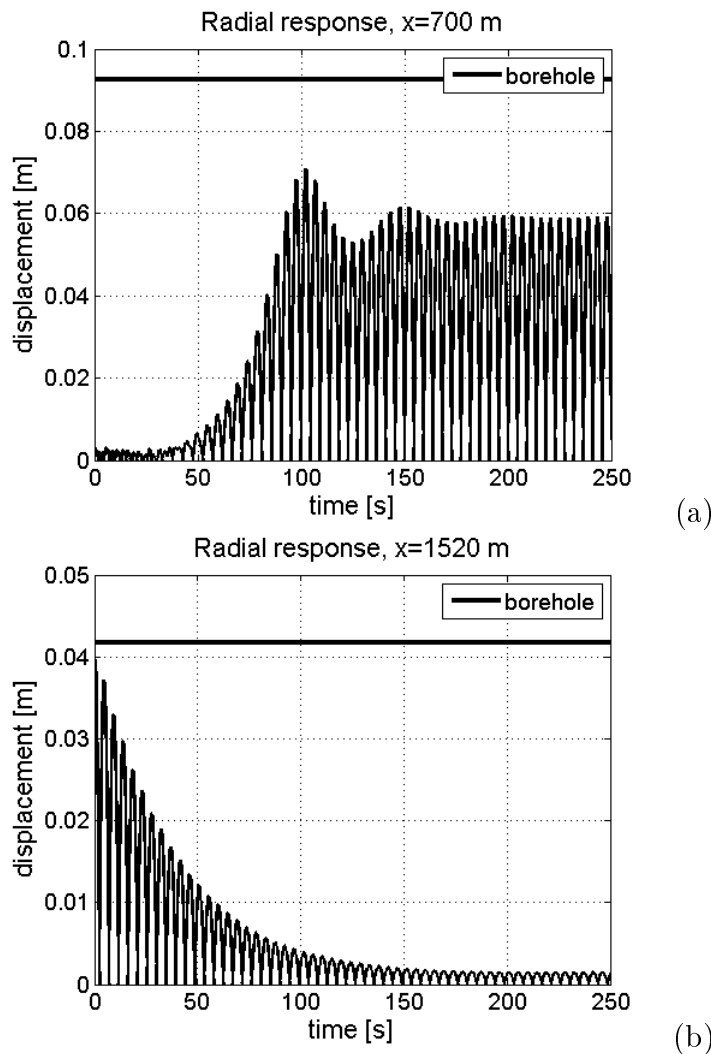 Radial response, x=700 m
0.1
borehole
0.08
0.06
0.04
0.02
0
displacement [m]
0 50 100 150 200 250
time [s]
(a)
Radial response, x=1520 m
0.05
borehole
0.04
0.03
0.02
0.01
0
displacement [m]
0 50 100 150 200 250
time [s]
(b)